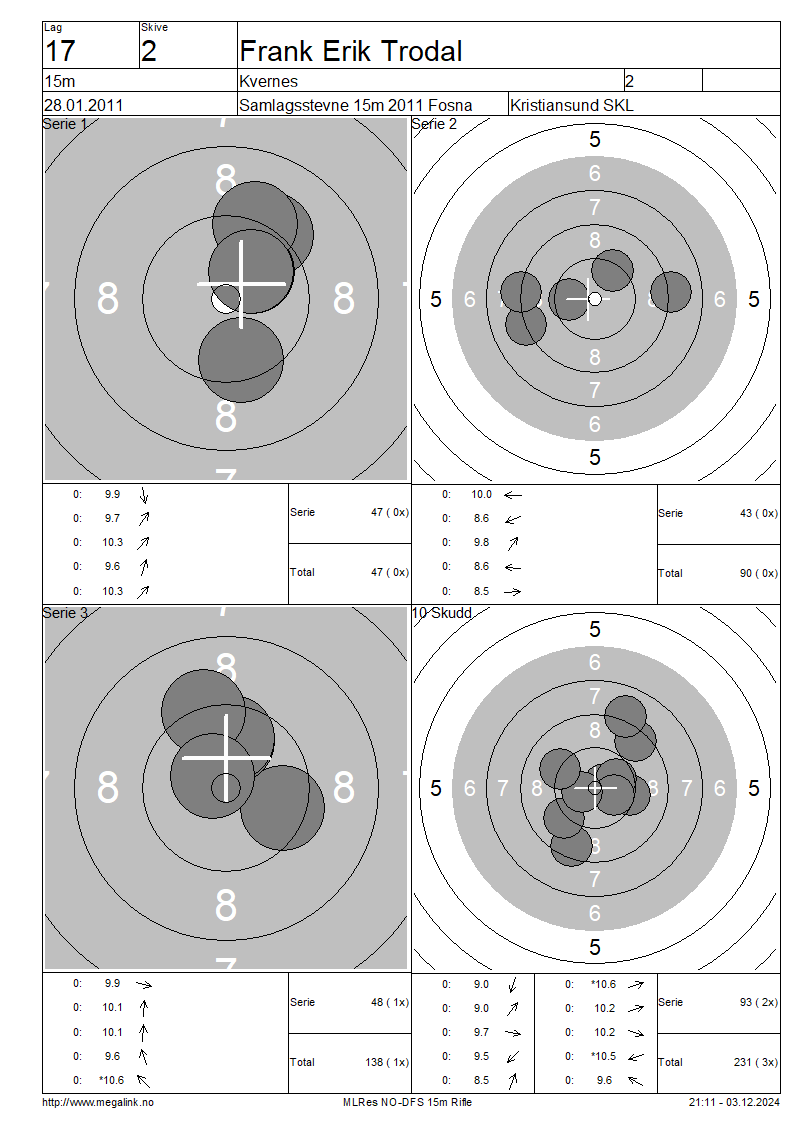 Lag Skive
17 2 Frank Erik Trodal
15m Kvernes 2
28.01.2011 Samlagsstevne 15m 2011 Fosna Kristiansund SKL
Serie 1
7
8
7 8 8 7
8
7
Serie 2
5
6
7
8
5 6 7 8 8 6 5
8
7
6
5
0: 9.9
0: 9.7
0: 10.3
0: 9.6
0: 10.3
Serie 47 ( 0x)
Total 47 ( 0x)
0: 10.0
0: 8.6
0: 9.8
0: 8.6
0: 8.5
Serie 43 ( 0x)
Total 90 ( 0x)
Serie 3
7
8
8 8
8
7
10 Skudd
5
6
7
8
5 6 7 8 8 7 6 5
8
7
6
5
0: 9.9
0: 10.1
0: 10.1
0: 9.6
0: *10.6
Serie 48 ( 1x)
Total 138 ( 1x)
0: 9.0 0: *10.6
0: 9.0 0: 10.2
0: 9.7 0: 10.2
0: 9.5 0: *10.5
0: 8.5 0: 9.6
Serie 93 ( 2x)
Total 231 ( 3x)
http://www.megalink.no MLRes NO-DFS 15m Rifle 21:11 - 03.12.2024